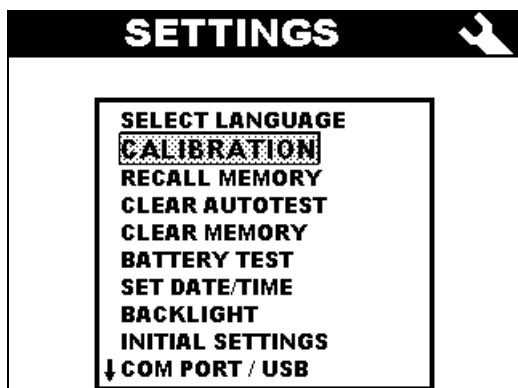 SETTINGS
SELECT LANGUAGE
CALIBRATION
RECALL MEMORY
CLEAR AUTOTEST
CLEAR MEMORY
BATTERY TEST
SET DATE/TIME
BACKLIGHT
INITIAL SETTINGS
↓COM PORT / USB